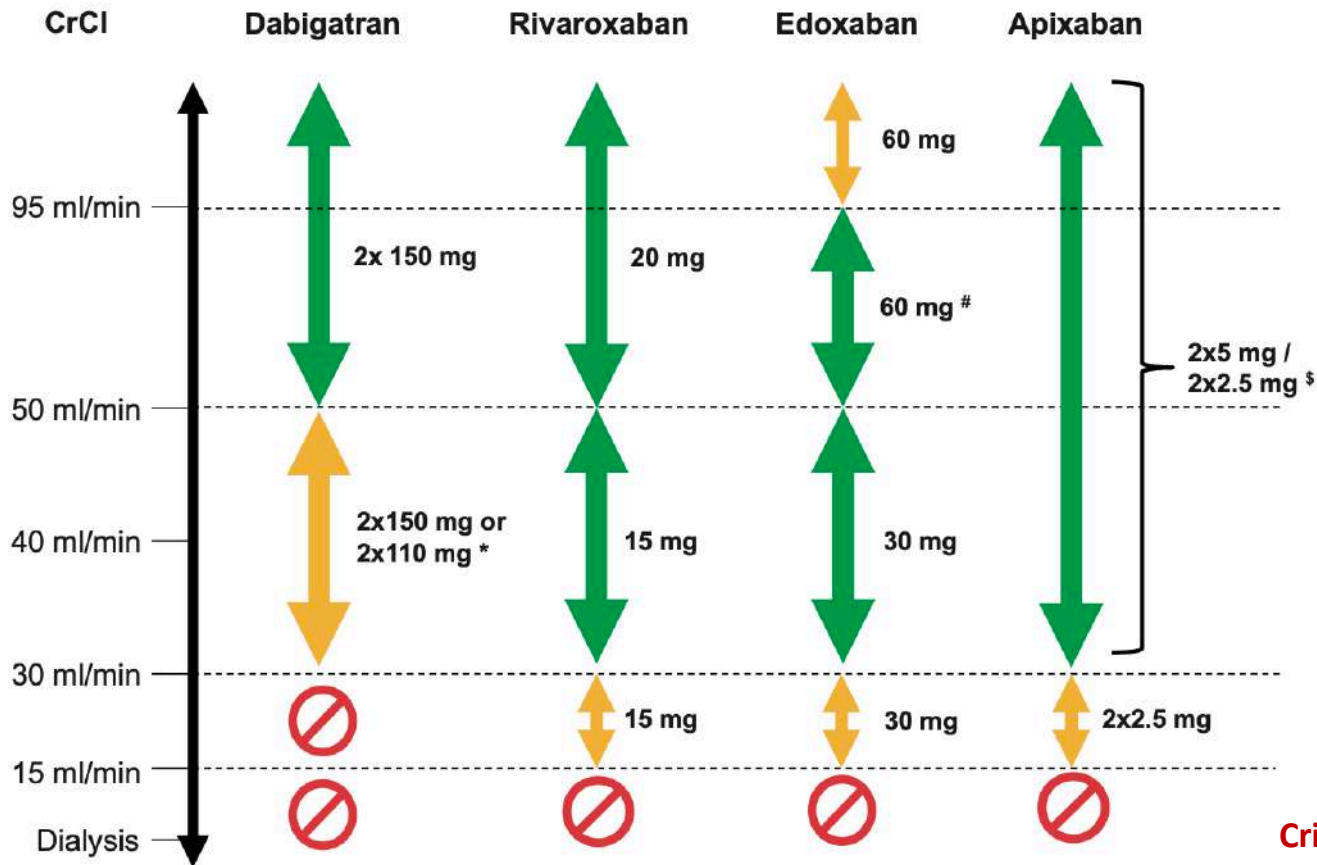 CrCl Dabigatran Rivaroxaban Edoxaban Apixaban
60 mg
95 ml/min
2x 150 mg 20 mg
60 mg #
2x5 mg /
2x2.5 mg $
50 ml/min
2x150 mg or
2x110 mg *
40 ml/min 15 mg 30 mg
30 ml/min
15 mg 30 mg 2x2.5 mg
15 ml/min
Dialysis
Cri